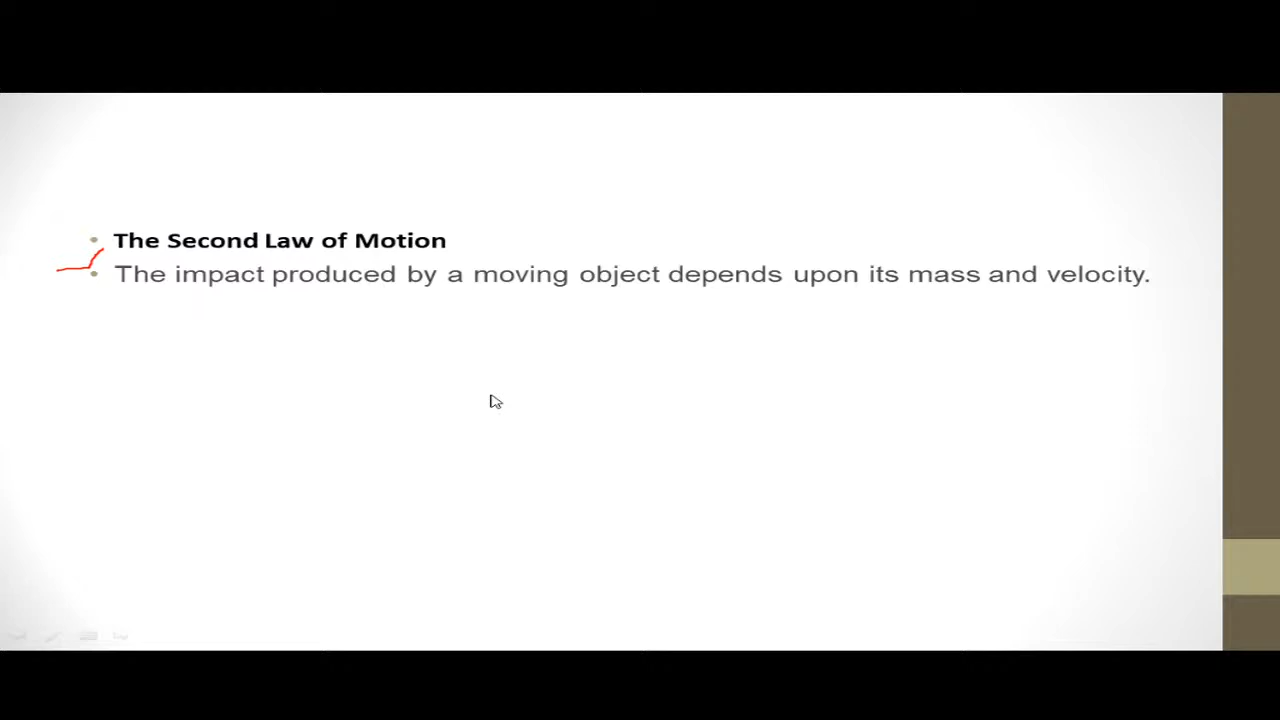 The Second Law of Motion
The impact produced by a moving object depends upon its mass and velocity.